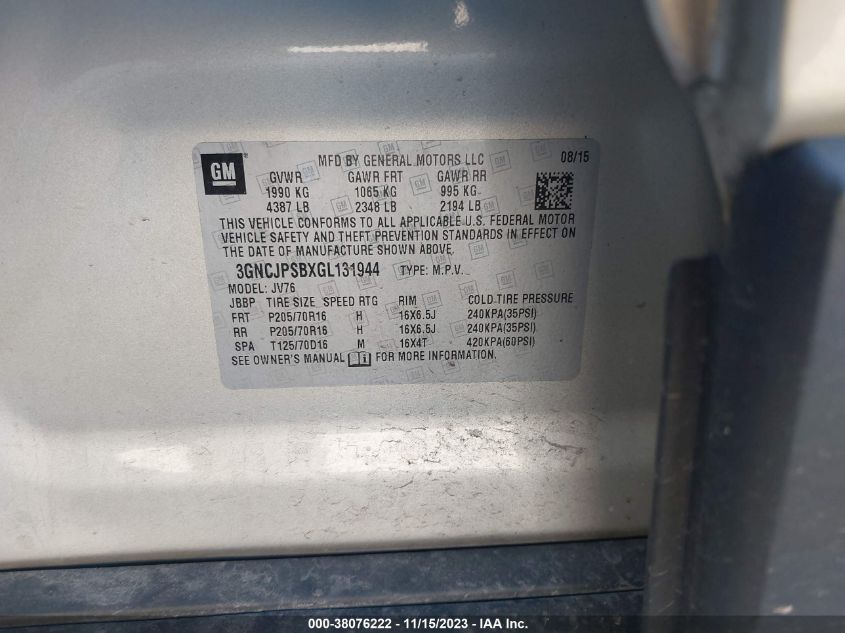 GM MFD BY GENERAL MOTORS LLC 08/15
GVWR GAWR FRT GAWR RR
1990 KG 1065 KG 995 KG
4387 LB 2348 LB 2194 LB
THIS VEHICLE CONFORMS TO ALL APPLICABLE U.S. FEDERAL MOTOR
VEHICLE SAFETY AND THEFT PREVENTION STANDARDS IN EFFECT ON
THE DATE OF MANUFACTURE SHOWN ABOVE.
3GNCJPSBXGL131944 TYPE: M.P.V.
MODEL: JV76
JBBP TIRE SIZE SPEED RTG RIM COLD TIRE PRESSURE
FRT P205/70R16 H 16X6.5J 240KPA(35PSI)
RR P205/70R16 H 16X6.5J 240KPA(35PSI)
SPA T125/70D16 M 16X4T 420KPA(60PSI)
SEE OWNER'S MANUAL FOR MORE INFORMATION.
000-38076222 - 11/15/2023 - IAA Inc.